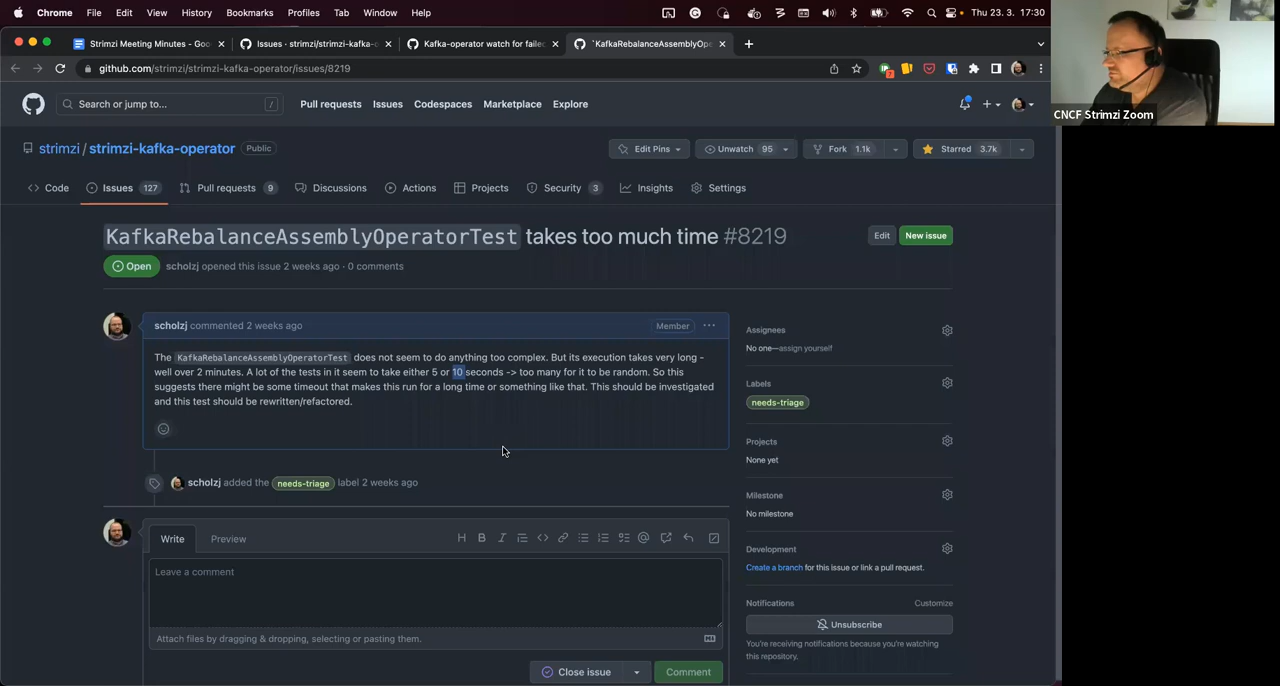 Chrome File Edit View History Bookmarks Profiles Tab Window Help Thu 23. 3. 17:30
Strimzi Meeting Minutes - Goo Issues · strimzi/strimzi-kafka-o Kafka-operator watch for failed `KafkaRebalanceAssemblyOpe
github.com/strimzi/strimzi-kafka-operator/issues/8219
CNCF Strimzi Zoom
Search or jump to... / Pull requests Issues Codespaces Marketplace Explore
strimzi / strimzi-kafka-operator Public Edit Pins Unwatch 95 Fork 1.1k Starred 3.7k
Code Issues 127 Pull requests 9 Discussions Actions Projects Security 3 Insights Settings
KafkaRebalanceAssemblyOperatorTest takes too much time #8219 Edit New issue
Open scholzj opened this issue 2 weeks ago · 0 comments
scholzj commented 2 weeks ago Member ···
The KafkaRebalanceAssemblyOperatorTest does not seem to do anything too complex. But its execution takes very long -
well over 2 minutes. A lot of the tests in it seem to take either 5 or 10 seconds -> too many for it to be random. So this
suggests there might be some timeout that makes this run for a long time or something like that. This should be investigated
and this test should be rewritten/refactored.
scholzj added the needs-triage label 2 weeks ago
Write Preview
Leave a comment
Attach files by dragging & dropping, selecting or pasting them.
Close issue Comment
Assignees
No one—assign yourself
Labels
needs-triage
Projects
None yet
Milestone
No milestone
Development
Create a branch for this issue or link a pull request.
Notifications Customize
Unsubscribe
You're receiving notifications because you're watching
this repository.